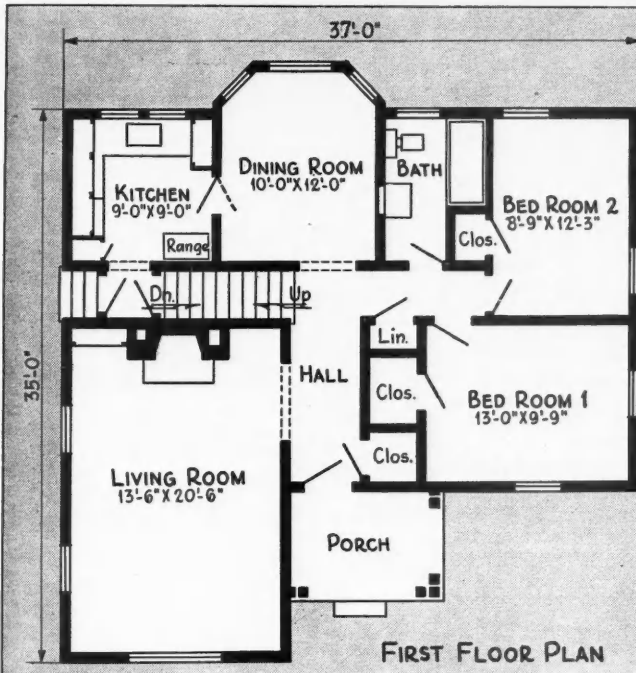 37'-0"
35'-0"
KITCHEN
9'-0"X9'-0"
Range
DINING ROOM
10'-0"X12'-0"
BATH
BED ROOM 2
8'-9"X12'-3"
Clos.
Dn.
Up
Lin.
HALL
Clos.
BED ROOM 1
13'-0"X9'-9"
Clos.
LIVING ROOM
13'-6"X20'-6"
PORCH
FIRST FLOOR PLAN